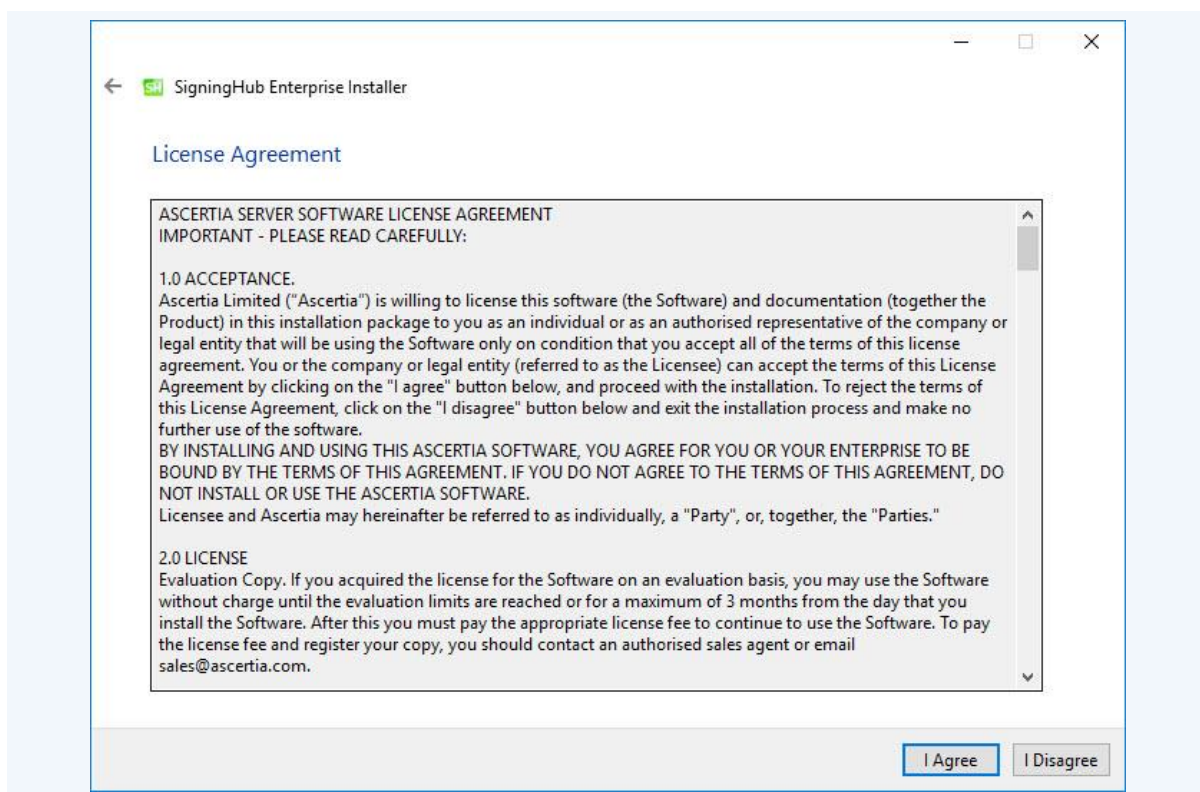 SigningHub Enterprise Installer
License Agreement
ASCERTIA SERVER SOFTWARE LICENSE AGREEMENT
IMPORTANT - PLEASE READ CAREFULLY:
1.0 ACCEPTANCE.
Ascertia Limited ("Ascertia") is willing to license this software (the Software) and documentation (together the
Product) in this installation package to you as an individual or as an authorised representative of the company or
legal entity that will be using the Software only on condition that you accept all of the terms of this license
agreement. You or the company or legal entity (referred to as the Licensee) can accept the terms of this License
Agreement by clicking on the "I agree" button below, and proceed with the installation. To reject the terms of
this License Agreement, click on the "I disagree" button below and exit the installation process and make no
further use of the software.
BY INSTALLING AND USING THIS ASCERTIA SOFTWARE, YOU AGREE FOR YOU OR YOUR ENTERPRISE TO BE
BOUND BY THE TERMS OF THIS AGREEMENT. IF YOU DO NOT AGREE TO THE TERMS OF THIS AGREEMENT, DO
NOT INSTALL OR USE THE ASCERTIA SOFTWARE.
Licensee and Ascertia may hereinafter be referred to as individually, a "Party", or, together, the "Parties."
2.0 LICENSE
Evaluation Copy. If you acquired the license for the Software on an evaluation basis, you may use the Software
without charge until the evaluation limits are reached or for a maximum of 3 months from the day that you
install the Software. After this you must pay the appropriate license fee to continue to use the Software. To pay
the license fee and register your copy, you should contact an authorised sales agent or email
sales@ascertia.com.
I Agree
I Disagree